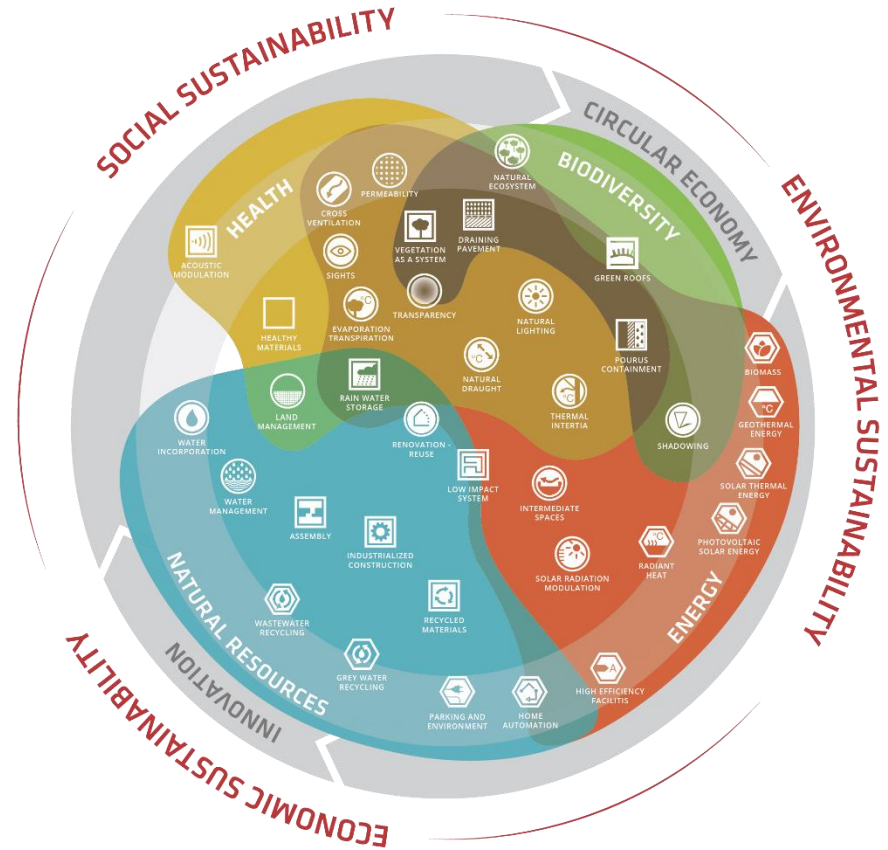 SOCIAL SUSTAINABILITY
CIRCULAR ECONOMY
ENVIRONMENTAL SUSTAINABILITY
HEALTH
BIODIVERSITY
NATURAL
ECOSYSTEM
PERMEABILITY
CROSS
VENTILATION
ACOUSTIC
MODULATION
SIGHTS
VEGETATION
AS A SYSTEM
DRAINING
PAVEMENT
GREEN ROOFS
HEALTHY
MATERIALS
°C
EVAPORATION
TRANSPIRATION
TRANSPARENCY
NATURAL
LIGHTING
°C
NATURAL
DRAUGHT
POURUS
CONTAINMENT
BIOMASS
LAND
MANAGEMENT
RAIN WATER
STORAGE
°C
THERMAL
INERTIA
°C
GEOTHERMAL
ENERGY
WATER
INCORPORATION
RENOVATION -
REUSE
SHADOWING
WATER
MANAGEMENT
LOW IMPACT
SYSTEM
SOLAR THERMAL
ENERGY
ASSEMBLY
INDUSTRIALIZED
CONSTRUCTION
INTERMEDIATE
SPACES
PHOTOVOLTAIC
SOLAR ENERGY
°C
RADIANT
HEAT
SOLAR RADIATION
MODULATION
WASTEWATER
RECYCLING
RECYCLED
MATERIALS
ENERGY
NATURAL RESOURCES
GREY WATER
RECYCLING
PARKING AND
ENVIRONMENT
HOME
AUTOMATION
A
HIGH EFFICIENCY
FACILITIS
INNOVATION
ECONOMIC SUSTAINABILITY